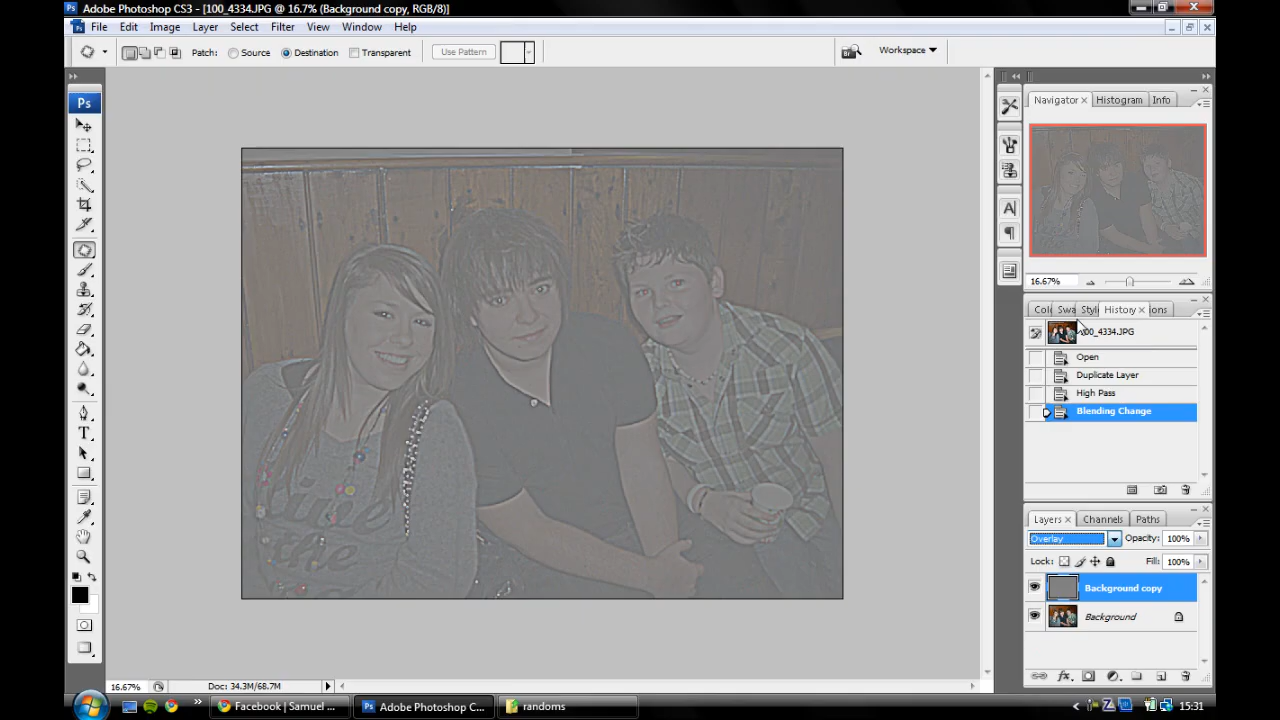 Adobe Photoshop CS3 - [100_4334.JPG @ 16.7% (Background copy, RGB/8)]
File Edit Image Layer Select Filter View Window Help
Patch: Source Destination Transparent Use Pattern Workspace
Ps
Navigator Histogram Info
16.67%
Col Swa Styl History ions
100_4334.JPG
Open
Duplicate Layer
High Pass
Blending Change
Layers Channels Paths
Overlay Opacity: 100%
Lock: Fill: 100%
Background copy
Background
16.67% Doc: 34.3M/68.7M
Facebook | Samuel ... Adobe Photoshop C... randoms 15:31